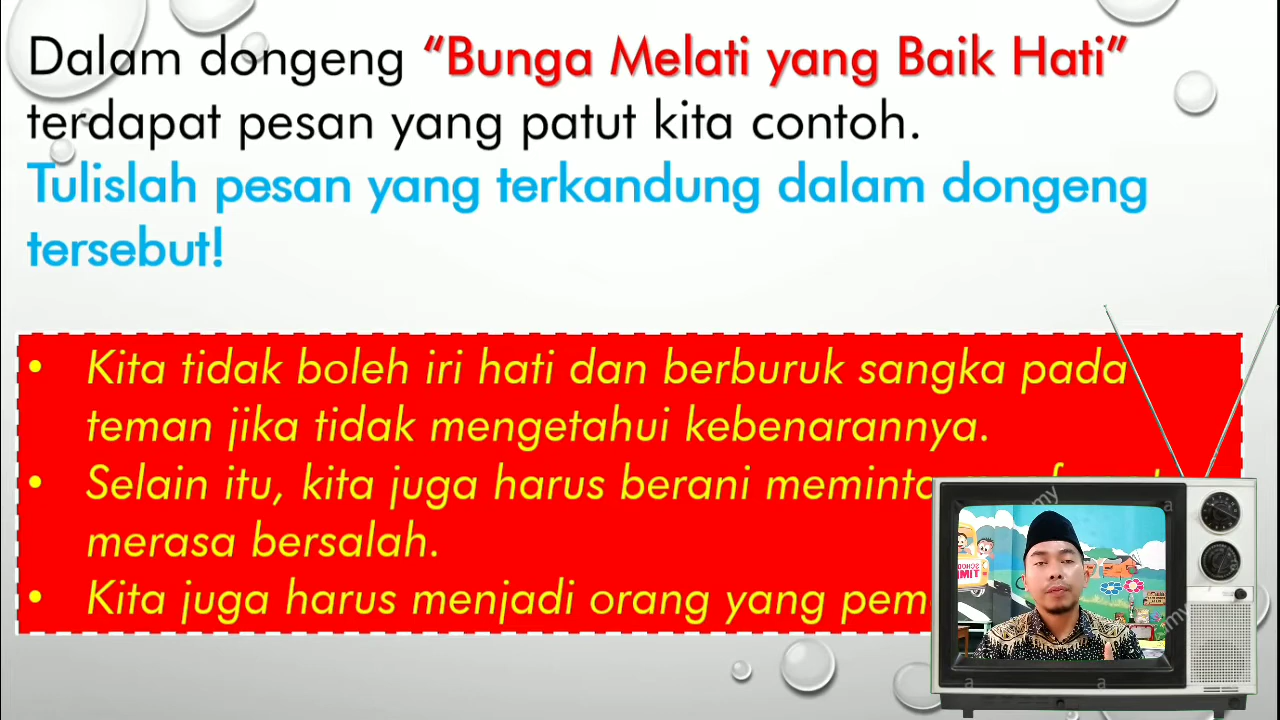 Dalam dongeng “Bunga Melati yang Baik Hati”
terdapat pesan yang patut kita contoh.
Tulislah pesan yang terkandung dalam dongeng
tersebut!
• Kita tidak boleh iri hati dan berburuk sangka pada
teman jika tidak mengetahui kebenarannya.
• Selain itu, kita juga harus berani meminta
merasa bersalah.
• Kita juga harus menjadi orang yang